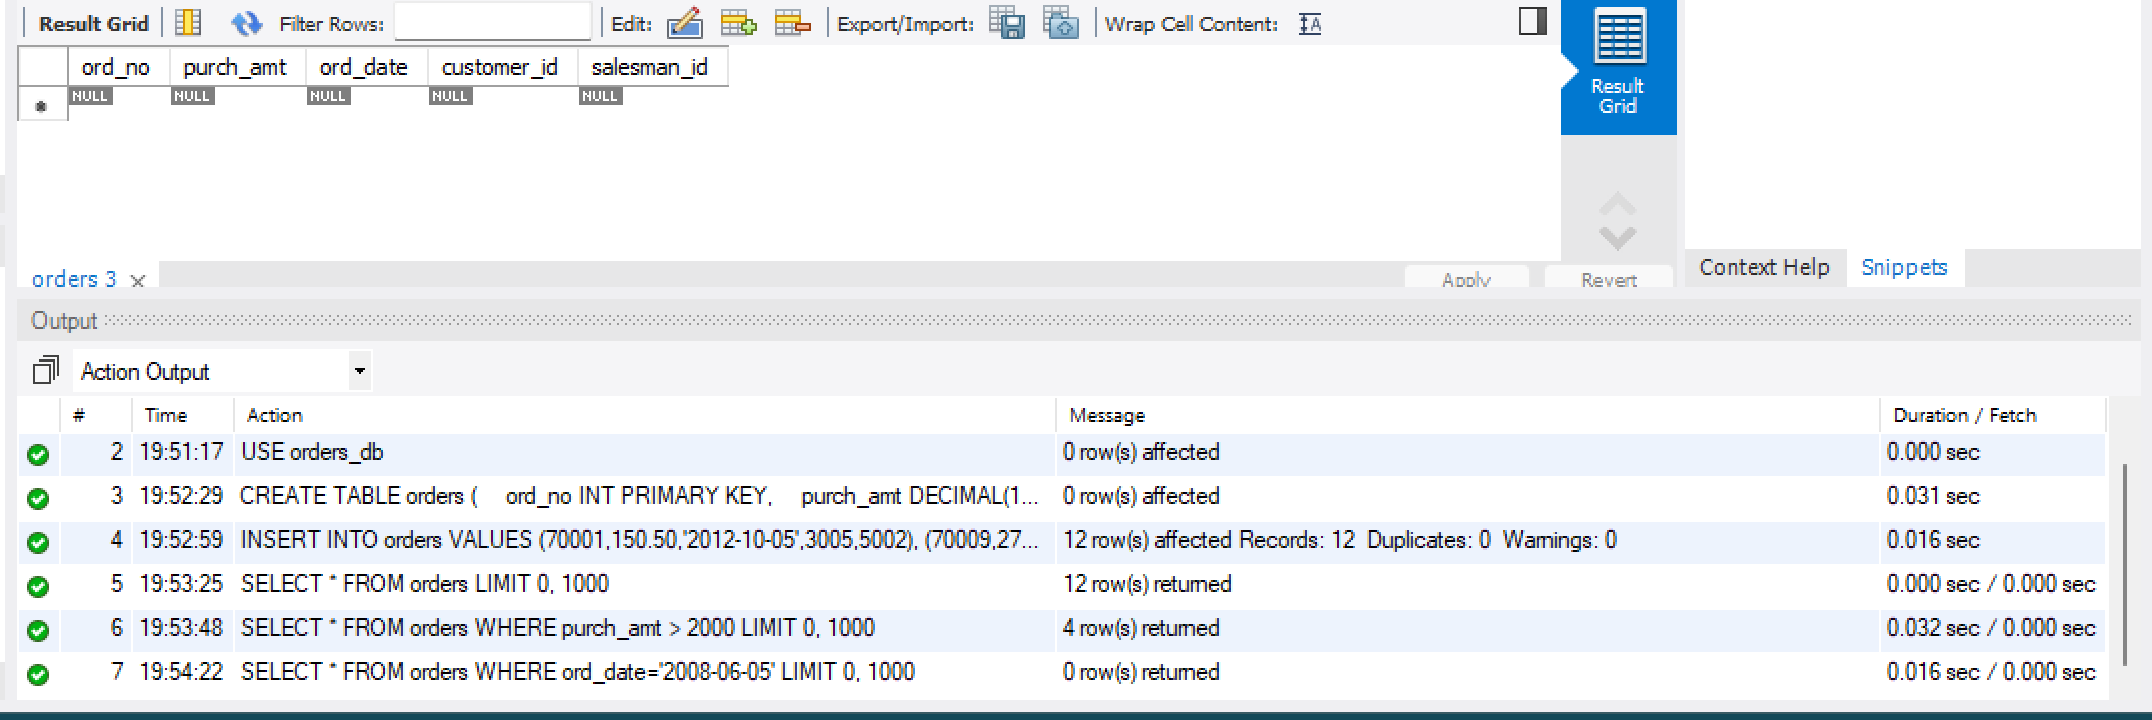 Result Grid Filter Rows: Edit: Export/Import: Wrap Cell Content: A
ord_no purch_amt ord_date customer_id salesman_id
NULL NULL NULL NULL NULL
Result
Grid
orders 3 Apply Revert
Context Help Snippets
Output
Action Output
# Time Action Message Duration / Fetch
2 19:51:17 USE orders_db 0 row(s) affected 0.000 sec
3 19:52:29 CREATE TABLE orders ( ord_no INT PRIMARY KEY, purch_amt DECIMAL(1... 0 row(s) affected 0.031 sec
4 19:52:59 INSERT INTO orders VALUES (70001,150.50,'2012-10-05',3005,5002), (70009,27... 12 row(s) affected Records: 12 Duplicates: 0 Warnings: 0 0.016 sec
5 19:53:25 SELECT * FROM orders LIMIT 0, 1000 12 row(s) returned 0.000 sec / 0.000 sec
6 19:53:48 SELECT * FROM orders WHERE purch_amt > 2000 LIMIT 0, 1000 4 row(s) returned 0.032 sec / 0.000 sec
7 19:54:22 SELECT * FROM orders WHERE ord_date='2008-06-05' LIMIT 0, 1000 0 row(s) returned 0.016 sec / 0.000 sec